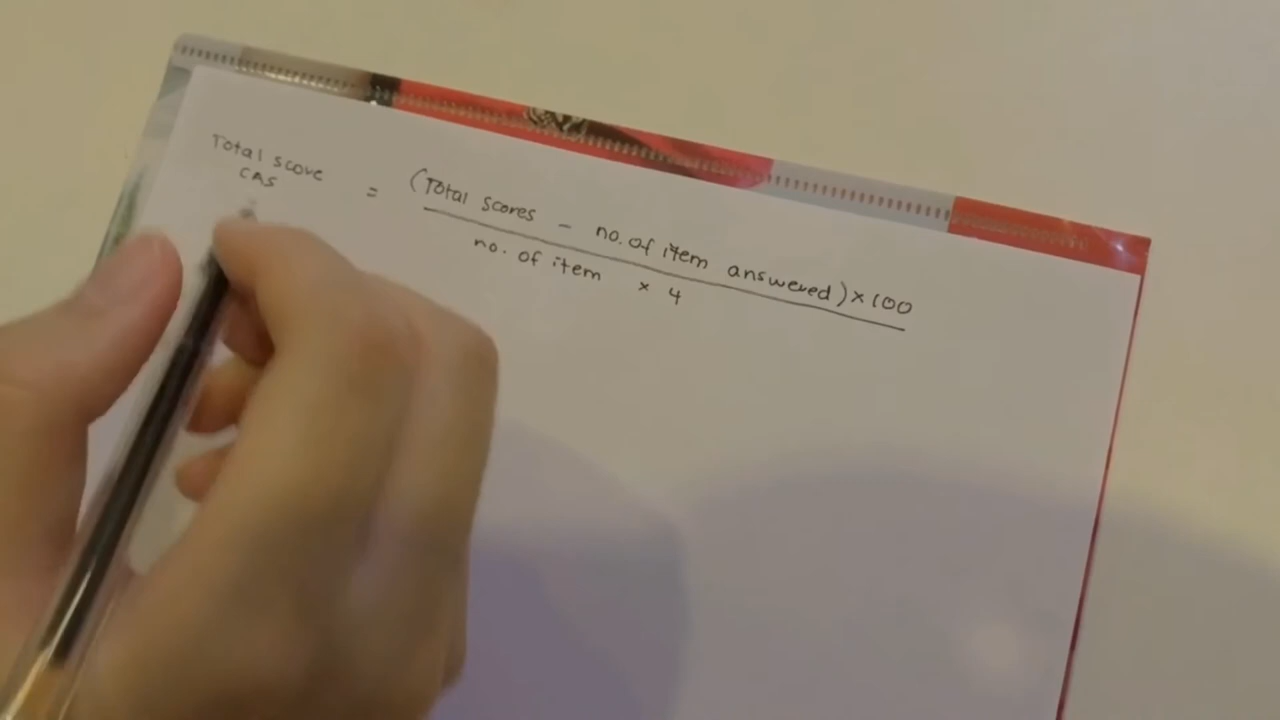 Total score
CAS
= (Total scores - no. of item answered) × 100
no. of item × 4